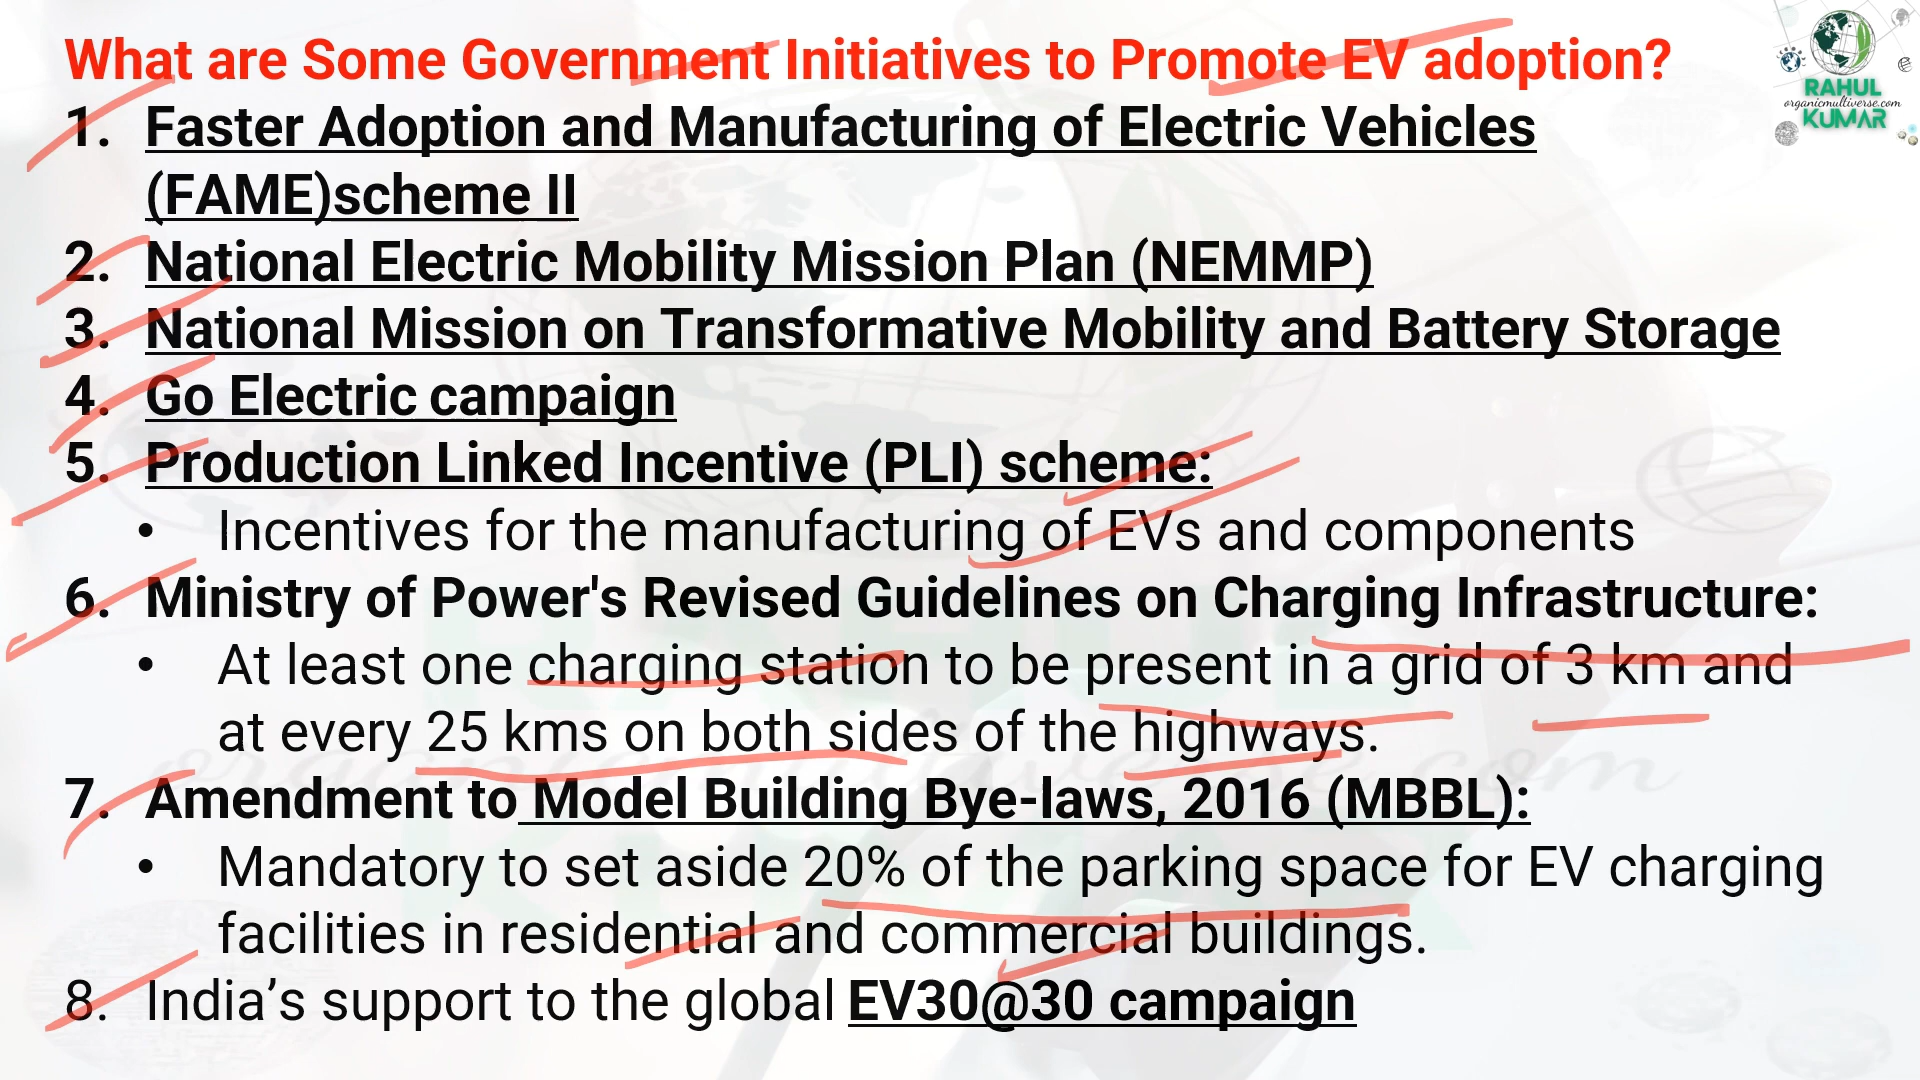 What are Some Government Initiatives to Promote EV adoption?
1. Faster Adoption and Manufacturing of Electric Vehicles
(FAME)scheme II
2. National Electric Mobility Mission Plan (NEMMP)
3. National Mission on Transformative Mobility and Battery Storage
4. Go Electric campaign
5. Production Linked Incentive (PLI) scheme:
• Incentives for the manufacturing of EVs and components
6. Ministry of Power's Revised Guidelines on Charging Infrastructure:
• At least one charging station to be present in a grid of 3 km and
at every 25 kms on both sides of the highways.
7. Amendment to Model Building Bye-laws, 2016 (MBBL):
• Mandatory to set aside 20% of the parking space for EV charging
facilities in residential and commercial buildings.
8. India’s support to the global EV30@30 campaign
RAHUL
organicmultiverse.com
KUMAR